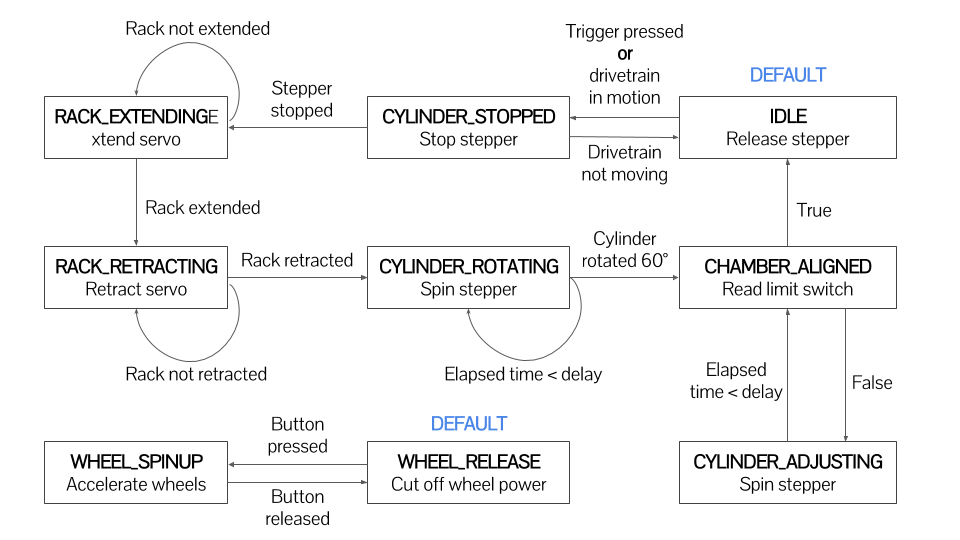 Rack not extended
Stepper
stopped
Trigger pressed
or
drivetrain
in motion
DEFAULT
RACK_EXTENDINGE
xtend servo
CYLINDER_STOPPED
Stop stepper
IDLE
Release stepper
Drivetrain
not moving
Rack extended
True
RACK_RETRACTING
Retract servo
Rack retracted
CYLINDER_ROTATING
Spin stepper
Cylinder
rotated 60°
CHAMBER_ALIGNED
Read limit switch
Rack not retracted
Elapsed time < delay
Elapsed
time < delay
False
WHEEL_SPINUP
Accelerate wheels
Button
pressed
Button
released
DEFAULT
WHEEL_RELEASE
Cut off wheel power
CYLINDER_ADJUSTING
Spin stepper